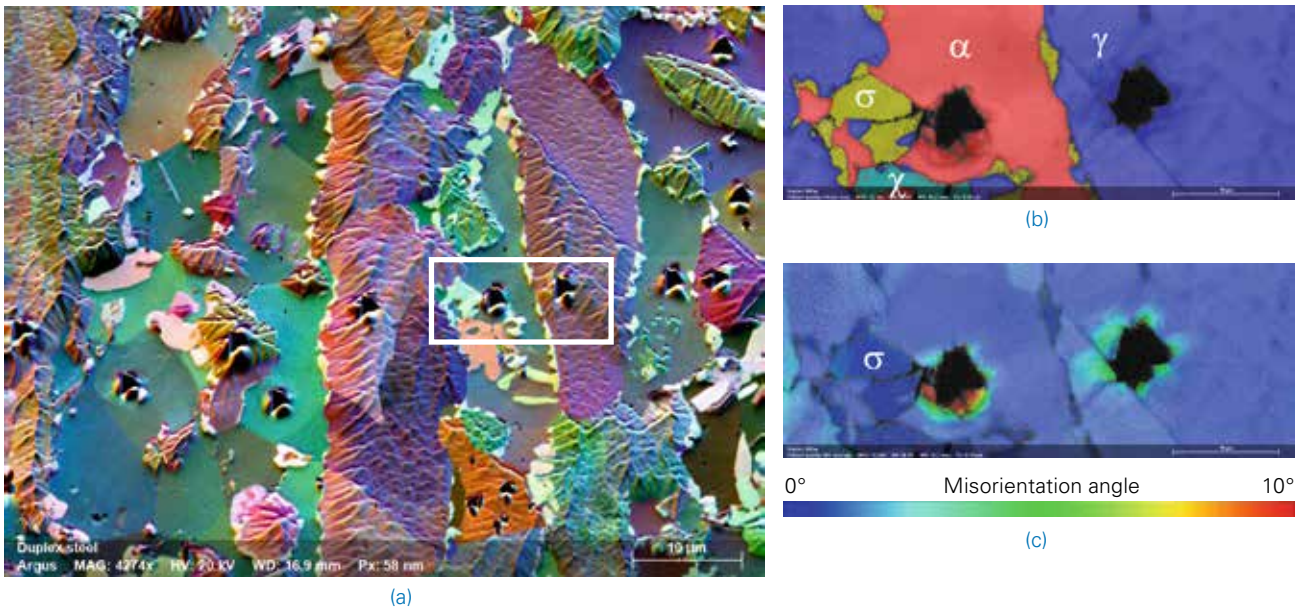 α
γ
σ
χ
(b)
σ
0°
Misorientation angle
10°
(c)
Duplex steel
Argus MAG: 4274x HV: 20 kV WD: 16.9 mm Px: 58 nm
10 µm
(a)